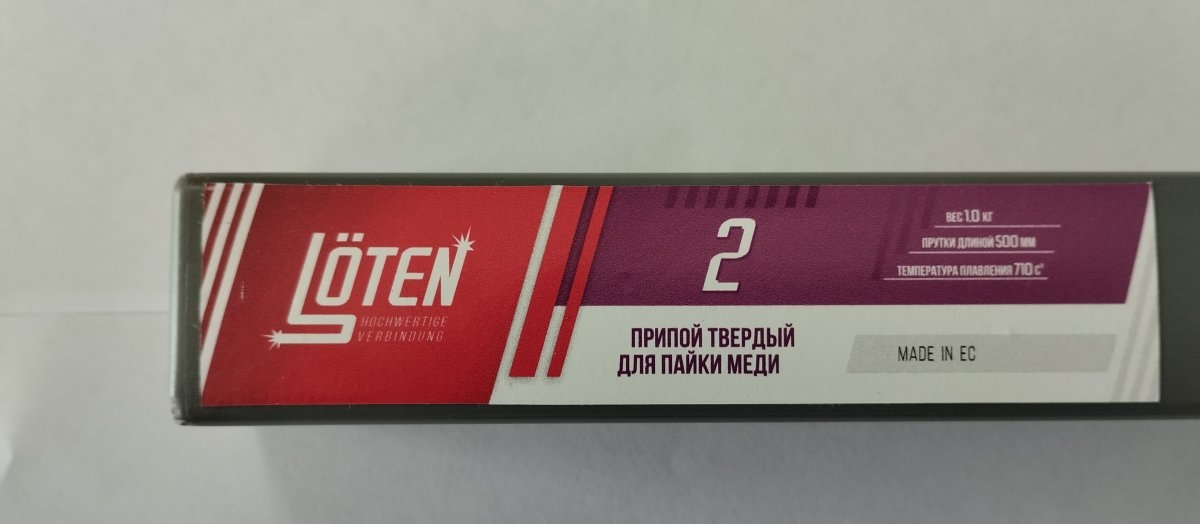 LÖTEN
HOCHWERTIGE
VERBINDUNG
2
ПРИПОЙ ТВЕРДЫЙ
ДЛЯ ПАЙКИ МЕДИ
ВЕС 1.0 КГ
ПРУТКИ ДЛИНОЙ 500 ММ
ТЕМПЕРАТУРА ПЛАВЛЕНИЯ 710 С°
MADE IN EC